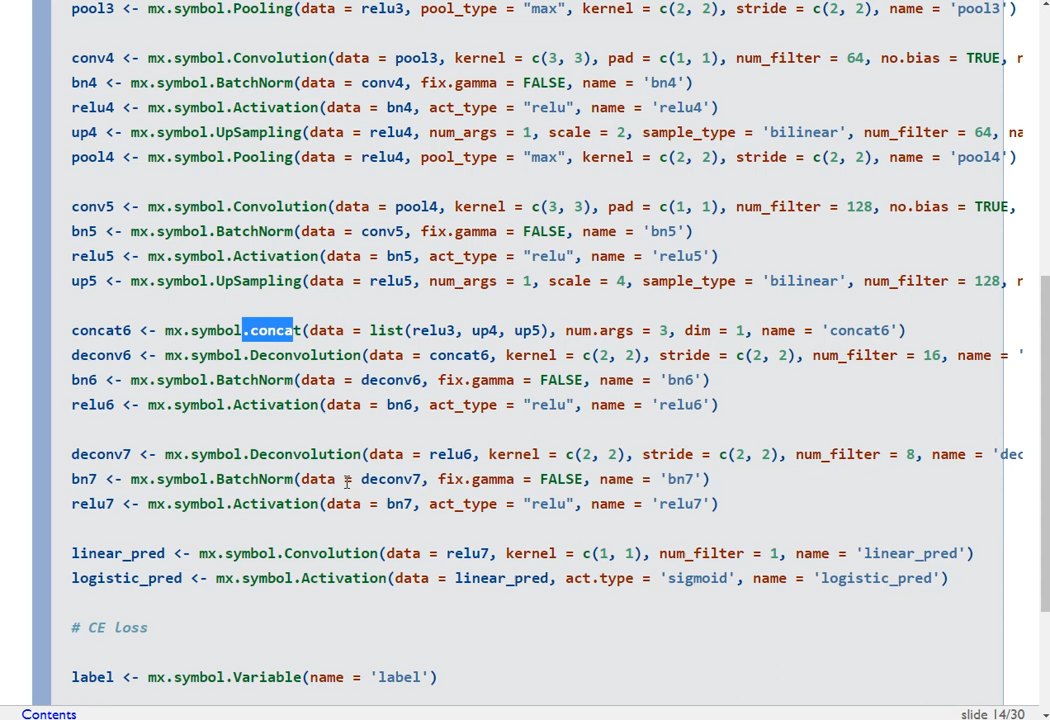 pool3 <- mx.symbol.Pooling(data = relu3, pool_type = "max", kernel = c(2, 2), stride = c(2, 2), name = 'pool3')
conv4 <- mx.symbol.Convolution(data = pool3, kernel = c(3, 3), pad = c(1, 1), num_filter = 64, no.bias = TRUE,
bn4 <- mx.symbol.BatchNorm(data = conv4, fix.gamma = FALSE, name = 'bn4')
relu4 <- mx.symbol.Activation(data = bn4, act_type = "relu", name = 'relu4')
up4 <- mx.symbol.UpSampling(data = relu4, num_args = 1, scale = 2, sample_type = 'bilinear', num_filter = 64, na
pool4 <- mx.symbol.Pooling(data = relu4, pool_type = "max", kernel = c(2, 2), stride = c(2, 2), name = 'pool4')
conv5 <- mx.symbol.Convolution(data = pool4, kernel = c(3, 3), pad = c(1, 1), num_filter = 128, no.bias = TRUE,
bn5 <- mx.symbol.BatchNorm(data = conv5, fix.gamma = FALSE, name = 'bn5')
relu5 <- mx.symbol.Activation(data = bn5, act_type = "relu", name = 'relu5')
up5 <- mx.symbol.UpSampling(data = relu5, num_args = 1, scale = 4, sample_type = 'bilinear', num_filter = 128,
concat6 <- mx.symbol.concat(data = list(relu3, up4, up5), num.args = 3, dim = 1, name = 'concat6')
deconv6 <- mx.symbol.Deconvolution(data = concat6, kernel = c(2, 2), stride = c(2, 2), num_filter = 16, name = '
bn6 <- mx.symbol.BatchNorm(data = deconv6, fix.gamma = FALSE, name = 'bn6')
relu6 <- mx.symbol.Activation(data = bn6, act_type = "relu", name = 'relu6')
deconv7 <- mx.symbol.Deconvolution(data = relu6, kernel = c(2, 2), stride = c(2, 2), num_filter = 8, name = 'dec
bn7 <- mx.symbol.BatchNorm(data = deconv7, fix.gamma = FALSE, name = 'bn7')
relu7 <- mx.symbol.Activation(data = bn7, act_type = "relu", name = 'relu7')
linear_pred <- mx.symbol.Convolution(data = relu7, kernel = c(1, 1), num_filter = 1, name = 'linear_pred')
logistic_pred <- mx.symbol.Activation(data = linear_pred, act.type = 'sigmoid', name = 'logistic_pred')
# CE loss
label <- mx.symbol.Variable(name = 'label')
Contents
slide 14/30